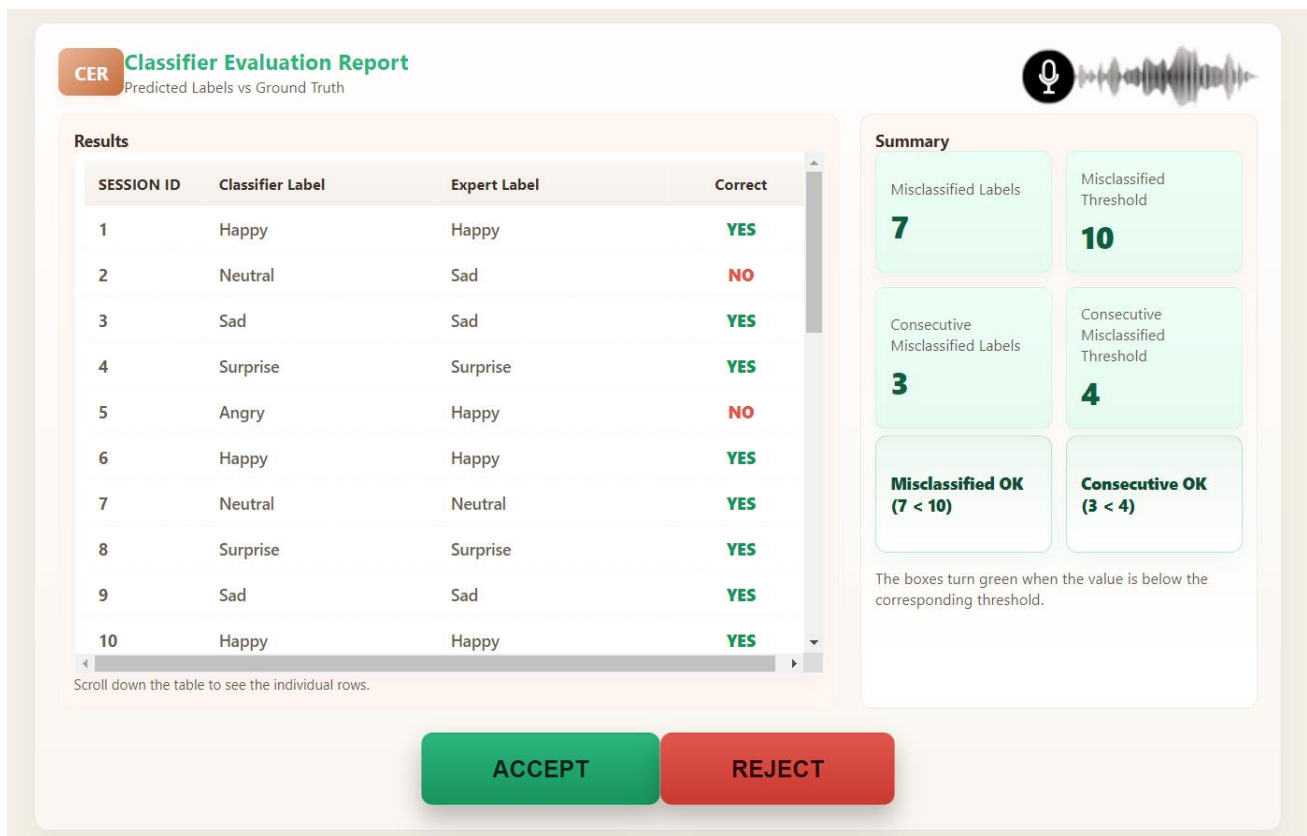 CER
Classifier Evaluation Report
Predicted Labels vs Ground Truth
Results
SESSION ID Classifier Label Expert Label Correct
1 Happy Happy YES
2 Neutral Sad NO
3 Sad Sad YES
4 Surprise Surprise YES
5 Angry Happy NO
6 Happy Happy YES
7 Neutral Neutral YES
8 Surprise Surprise YES
9 Sad Sad YES
10 Happy Happy YES
Scroll down the table to see the individual rows.
Summary
Misclassified Labels
7
Misclassified
Threshold
10
Consecutive
Misclassified Labels
3
Consecutive
Misclassified
Threshold
4
Misclassified OK
(7 < 10)
Consecutive OK
(3 < 4)
The boxes turn green when the value is below the
corresponding threshold.
ACCEPT
REJECT